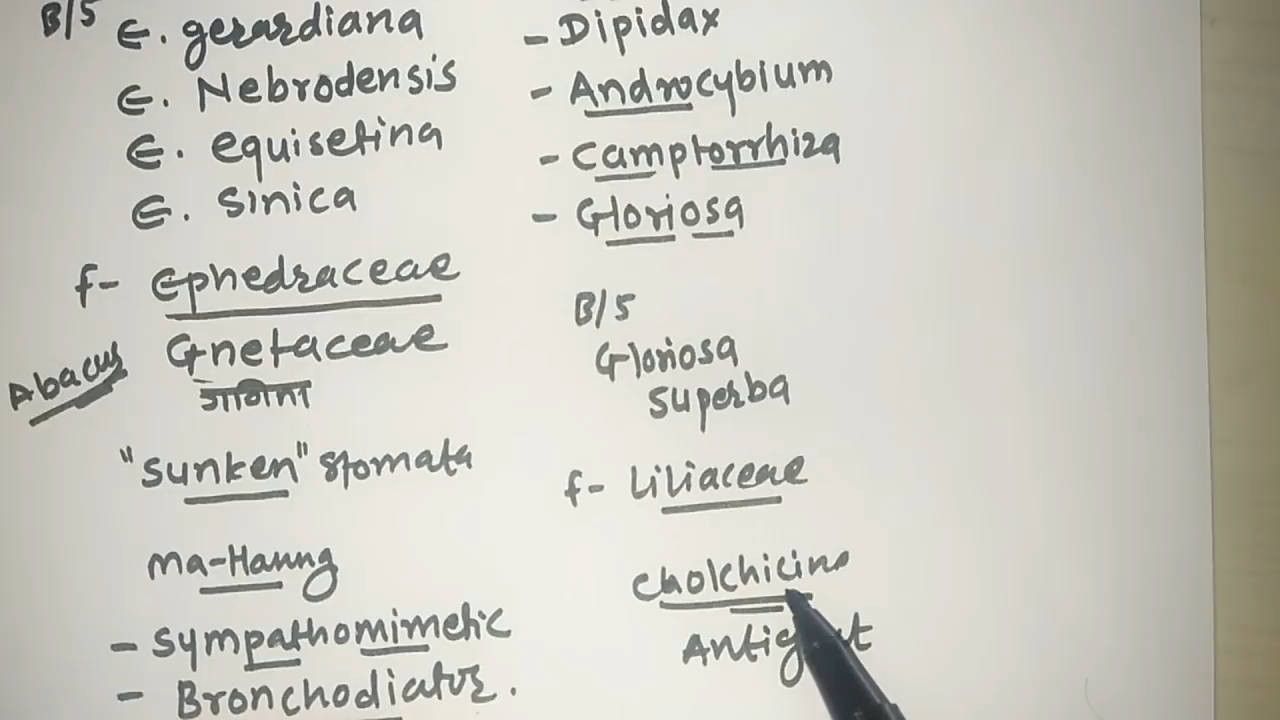 B/S E. gerardiana
E. Nebrodensis
E. equisetina
E. sinica
f- Ephedraceae
Gnetaceae
Abacus
"Sunken" stomata
Ma-Haung
- Sympathomimetic
- Bronchodiator.
- Dipidax
- Androcybium
- Camptorrhiza
- Gloriosa
B/S
Gloriosa
superba
f- Liliaceae
Cholchicine